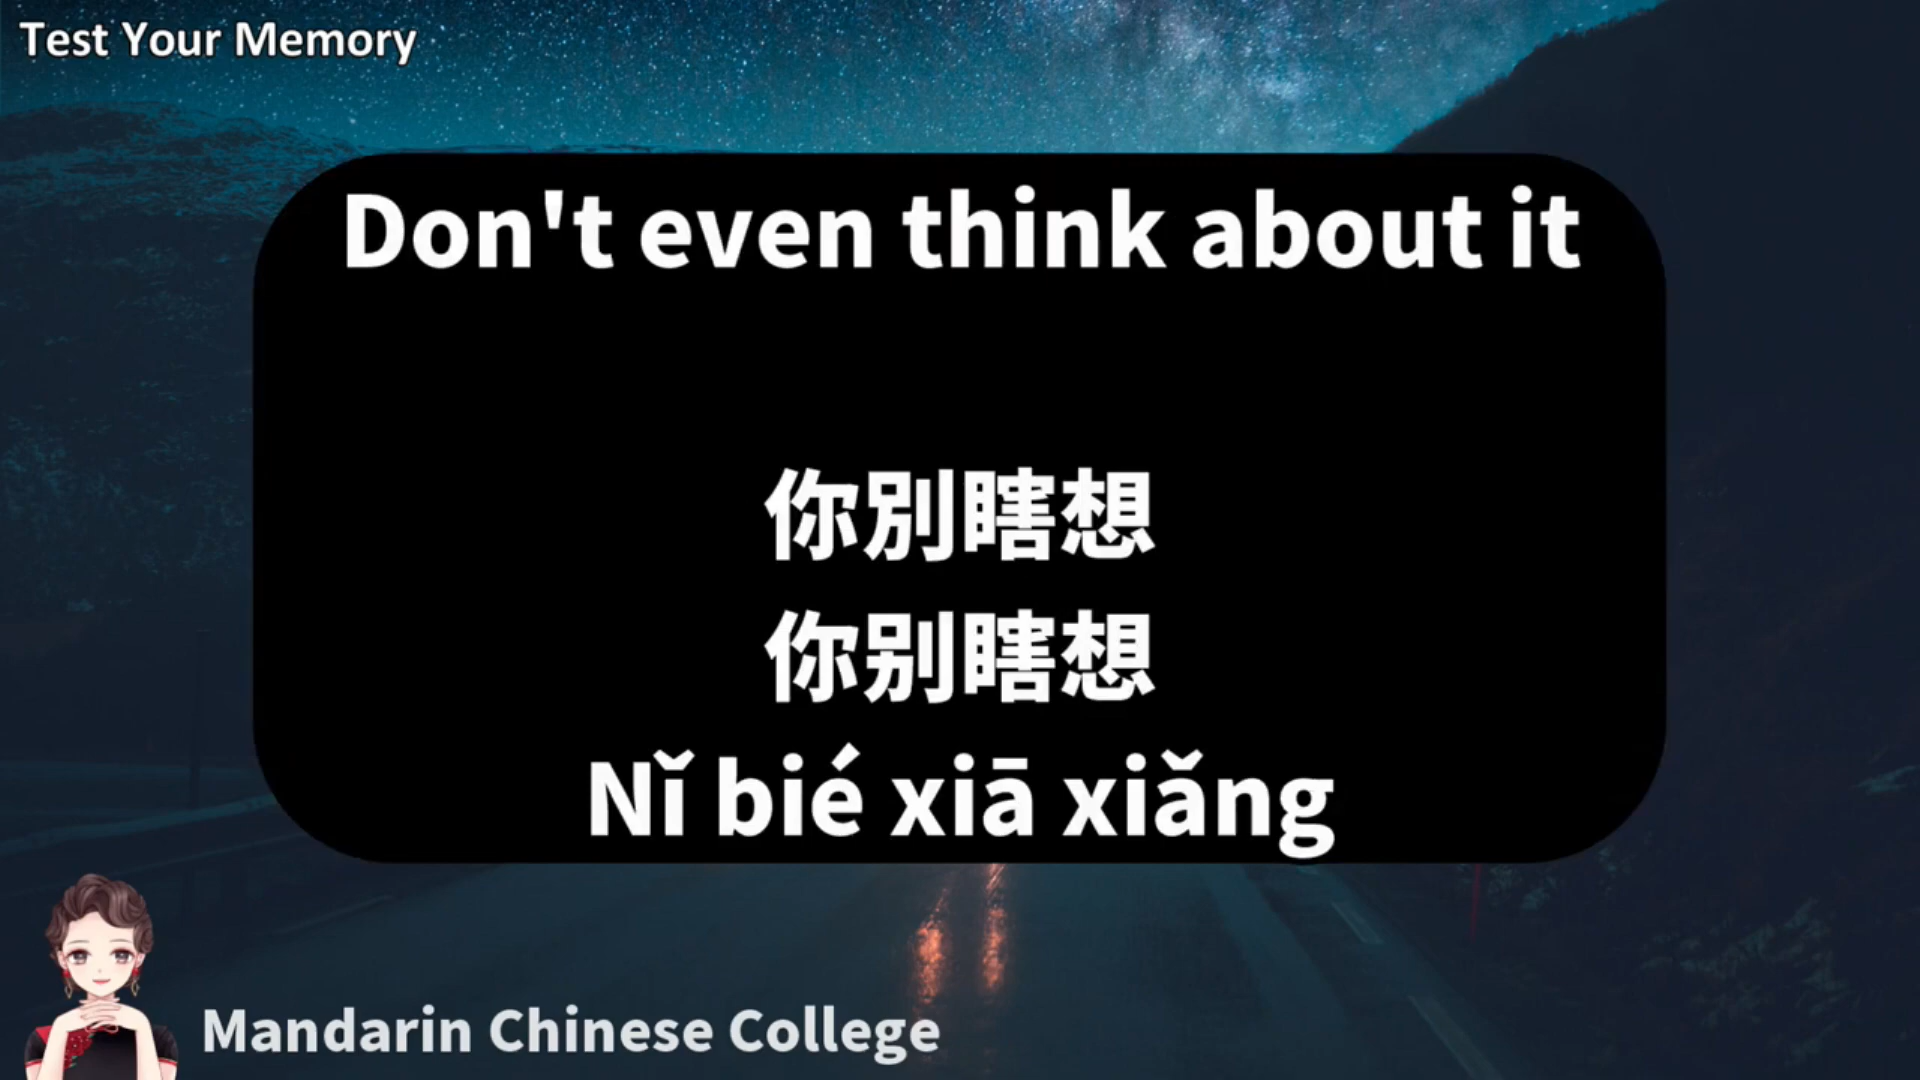 Test Your Memory
Don't even think about it
你別瞎想
你别瞎想
Nǐ bié xiā xiǎng
Mandarin Chinese College